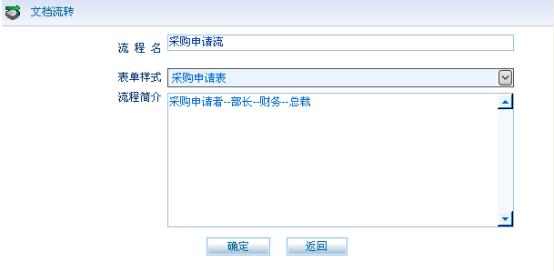 文档流转
流 程 名 采购申请流
表单样式 采购申请表
流程简介 采购申请者--部长--财务--总裁
确定 返回